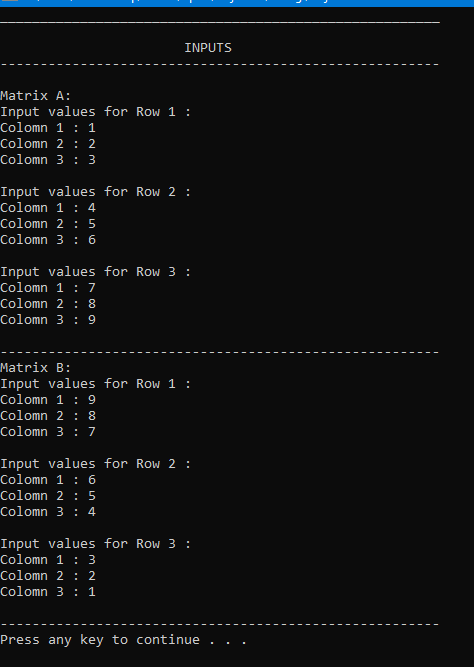 _______________________________________________________
INPUTS
-------------------------------------------------------
Matrix A:
Input values for Row 1 :
Colomn 1 : 1
Colomn 2 : 2
Colomn 3 : 3
Input values for Row 2 :
Colomn 1 : 4
Colomn 2 : 5
Colomn 3 : 6
Input values for Row 3 :
Colomn 1 : 7
Colomn 2 : 8
Colomn 3 : 9
-------------------------------------------------------
Matrix B:
Input values for Row 1 :
Colomn 1 : 9
Colomn 2 : 8
Colomn 3 : 7
Input values for Row 2 :
Colomn 1 : 6
Colomn 2 : 5
Colomn 3 : 4
Input values for Row 3 :
Colomn 1 : 3
Colomn 2 : 2
Colomn 3 : 1
-------------------------------------------------------
Press any key to continue . . .